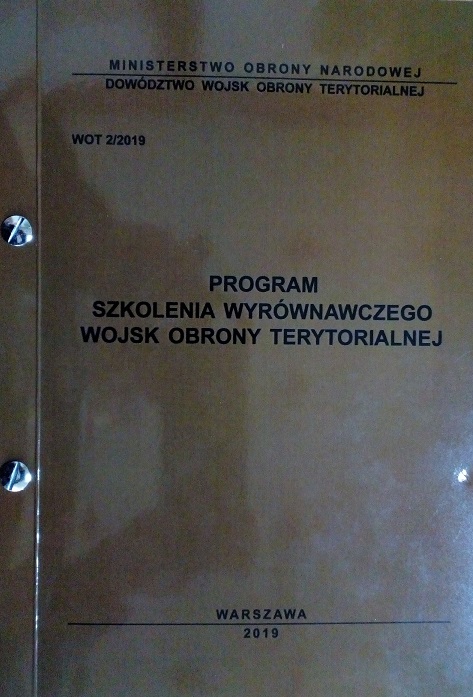 MINISTERSTWO OBRONY NARODOWEJ
DOWÓDZTWO WOJSK OBRONY TERYTORIALNEJ
WOT 2/2019
PROGRAM
SZKOLENIA WYRÓWNAWCZEGO
WOJSK OBRONY TERYTORIALNEJ
WARSZAWA
2019